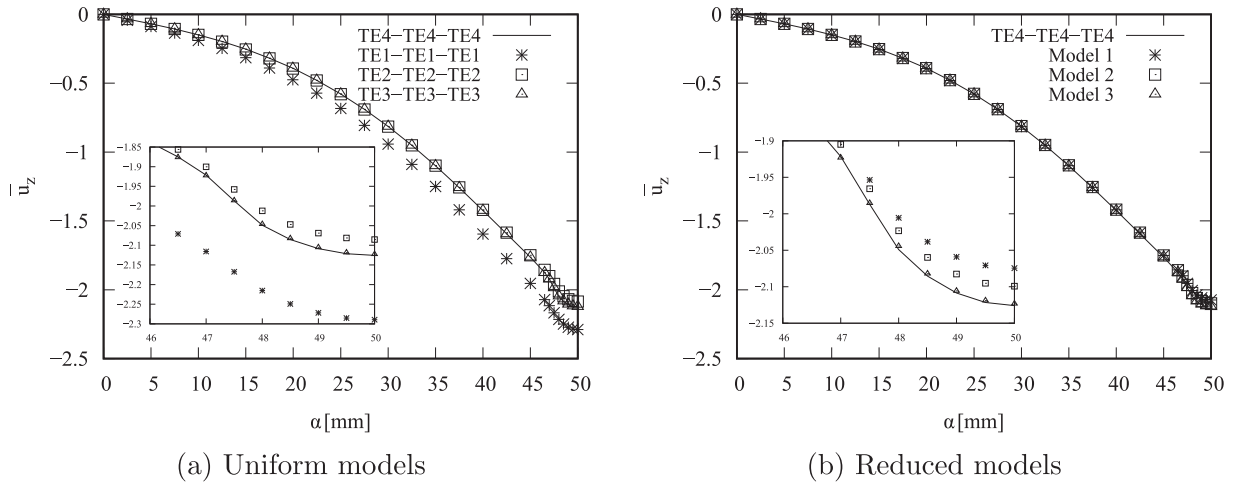 0
−0.5
−1
−1.5
−2
−2.5
u̅z
TE4−TE4−TE4
TE1−TE1−TE1
TE2−TE2−TE2
TE3−TE3−TE3
−1.85
−1.9
−1.95
−2
−2.05
−2.1
−2.15
−2.2
−2.25
−2.3
46 47 48 49 50
0 5 10 15 20 25 30 35 40 45 50
α[mm]
(a) Uniform models
0
−0.5
−1
−1.5
−2
−2.5
u̅z
TE4−TE4−TE4
Model 1
Model 2
Model 3
−1.9
−1.95
−2
−2.05
−2.1
−2.15
46 47 48 49 50
0 5 10 15 20 25 30 35 40 45 50
α[mm]
(b) Reduced models